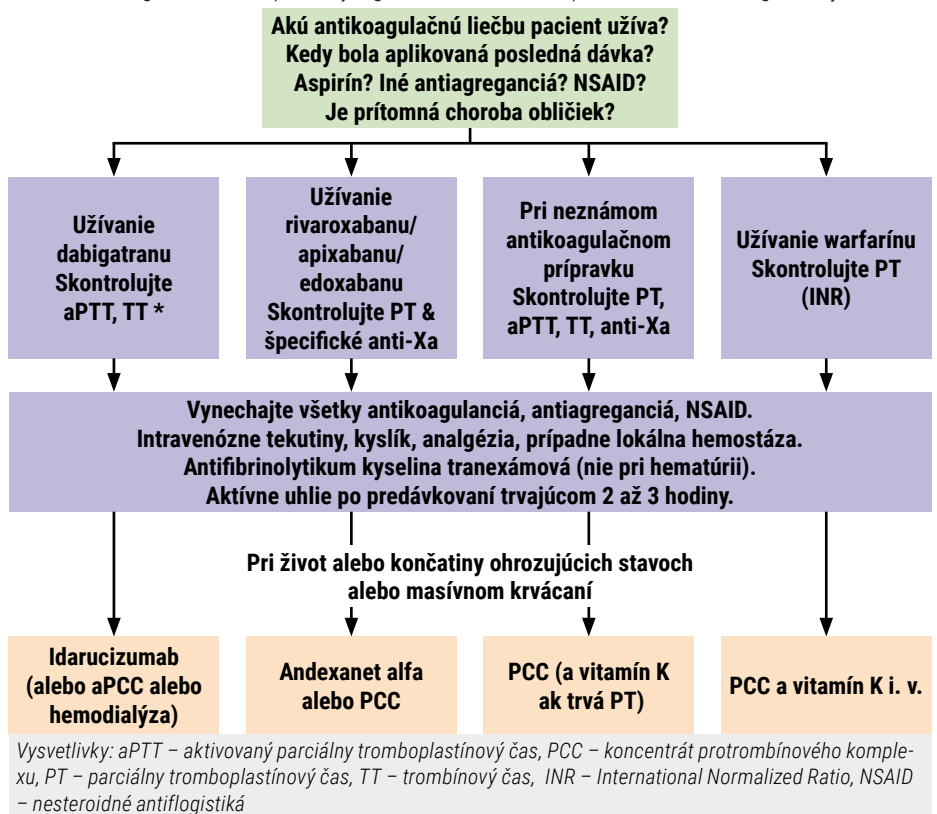 Akú antikoagulačnú liečbu pacient užíva?
Kedy bola aplikovaná posledná dávka?
Aspirín? Iné antiagreganciá? NSAID?
Je prítomná choroba obličiek?
Užívanie
dabigatranu
Skontrolujte
aPTT, TT *
Užívanie
rivaroxabanu/
apixabanu/
edoxabanu
Skontrolujte PT &
špecifické anti-Xa
Pri neznámom
antikoagulačnom
prípravku
Skontrolujte PT,
aPTT, TT, anti-Xa
Užívanie warfarínu
Skontrolujte PT
(INR)
Vynechajte všetky antikoagulanciá, antiagreganciá, NSAID.
Intravenózne tekutiny, kyslík, analgézia, prípadne lokálna hemostáza.
Antifibrinolytikum kyselina tranexámová (nie pri hematúrii).
Aktívne uhlie po predávkovaní trvajúcom 2 až 3 hodiny.
Pri život alebo končatiny ohrozujúcich stavoch
alebo masívnom krvácaní
Idarucizumab
(alebo aPCC alebo
hemodialýza)
Andexanet alfa
alebo PCC
PCC (a vitamín K
ak trvá PT)
PCC a vitamín K i. v.
Vysvetlivky: aPTT – aktivovaný parciálny tromboplastínový čas, PCC – koncentrát protrombínového komple-
xu, PT – parciálny tromboplastínový čas, TT – trombínový čas, INR – International Normalized Ratio, NSAID
– nesteroidné antiflogistiká